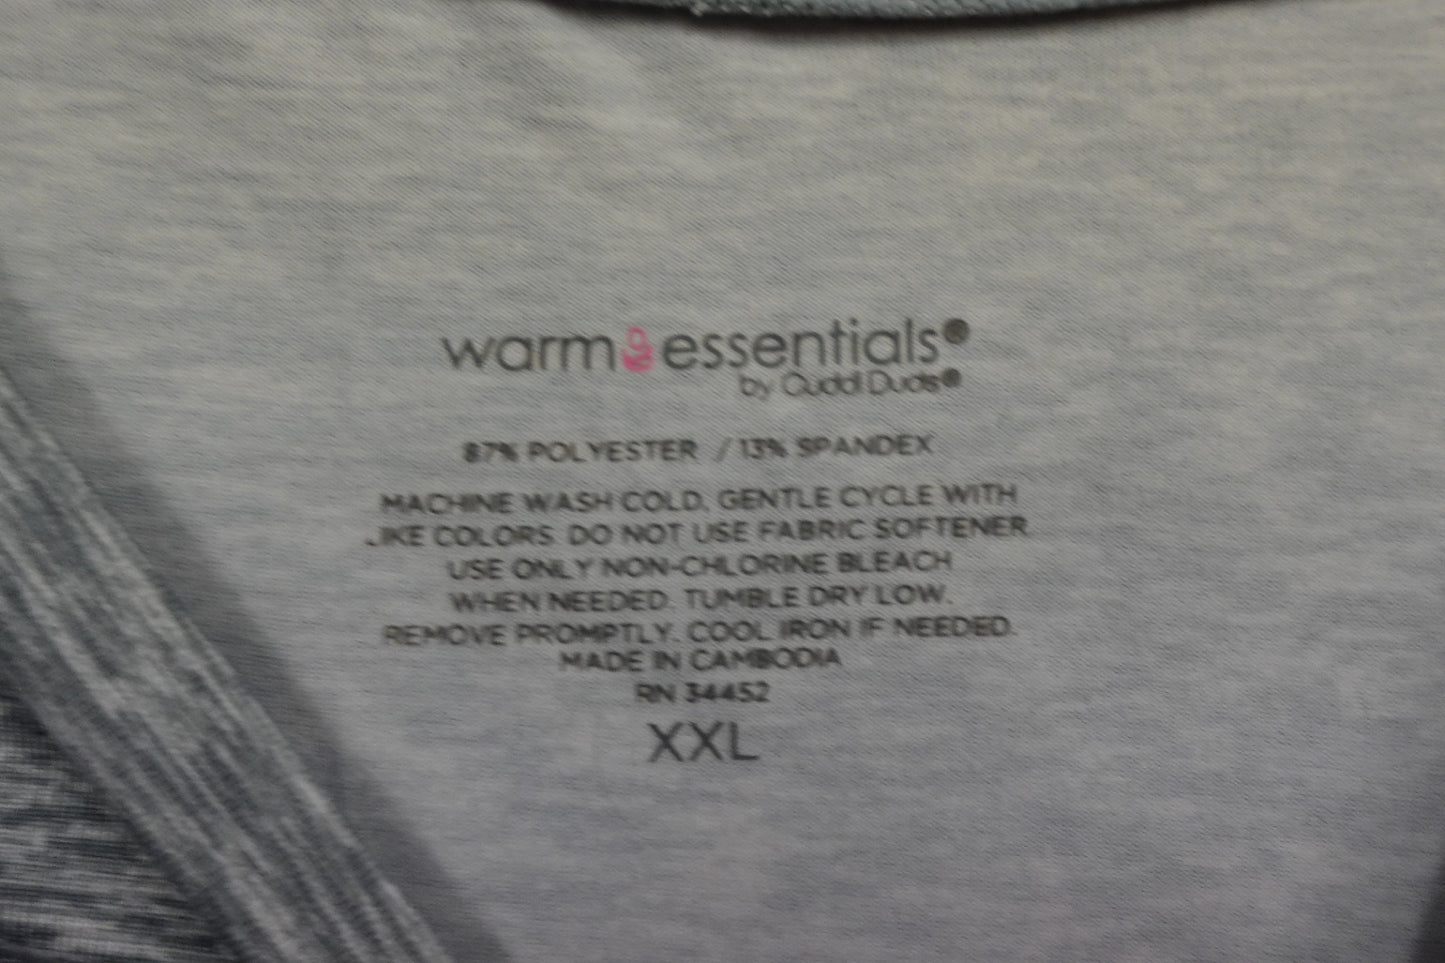 warm essentials®
by Cuddl Duds®
87% POLYESTER / 13% SPANDEX
MACHINE WASH COLD, GENTLE CYCLE WITH
LIKE COLORS. DO NOT USE FABRIC SOFTENER
USE ONLY NON-CHLORINE BLEACH
WHEN NEEDED. TUMBLE DRY LOW.
REMOVE PROMPTLY. COOL IRON IF NEEDED.
MADE IN CAMBODIA
RN 34452
XXL